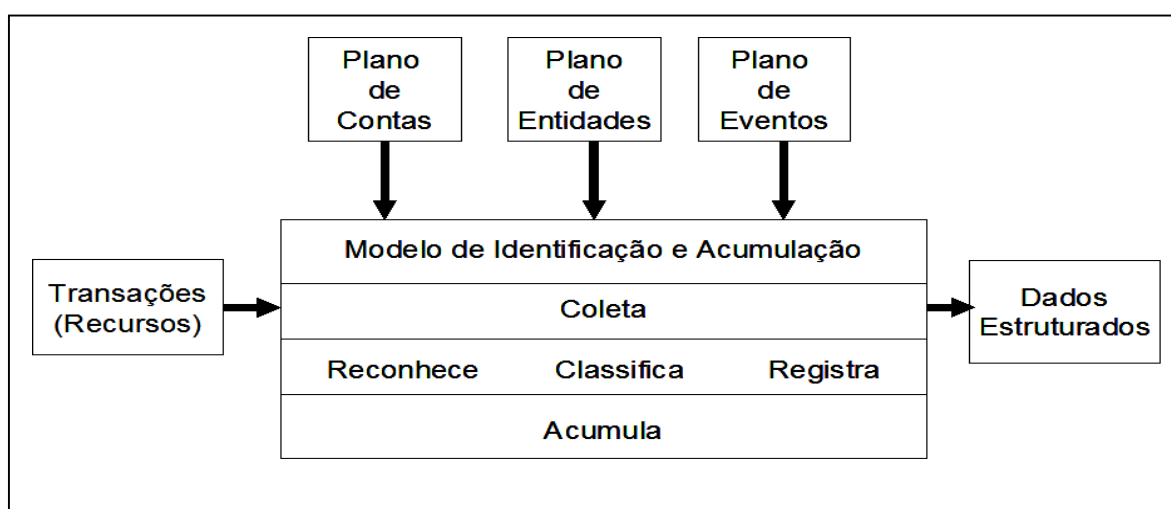 Plano
de
Contas
Plano
de
Entidades
Plano
de
Eventos
Modelo de Identificação e Acumulação
Transações
(Recursos)
Coleta
Dados
Estruturados
Reconhece Classifica Registra
Acumula